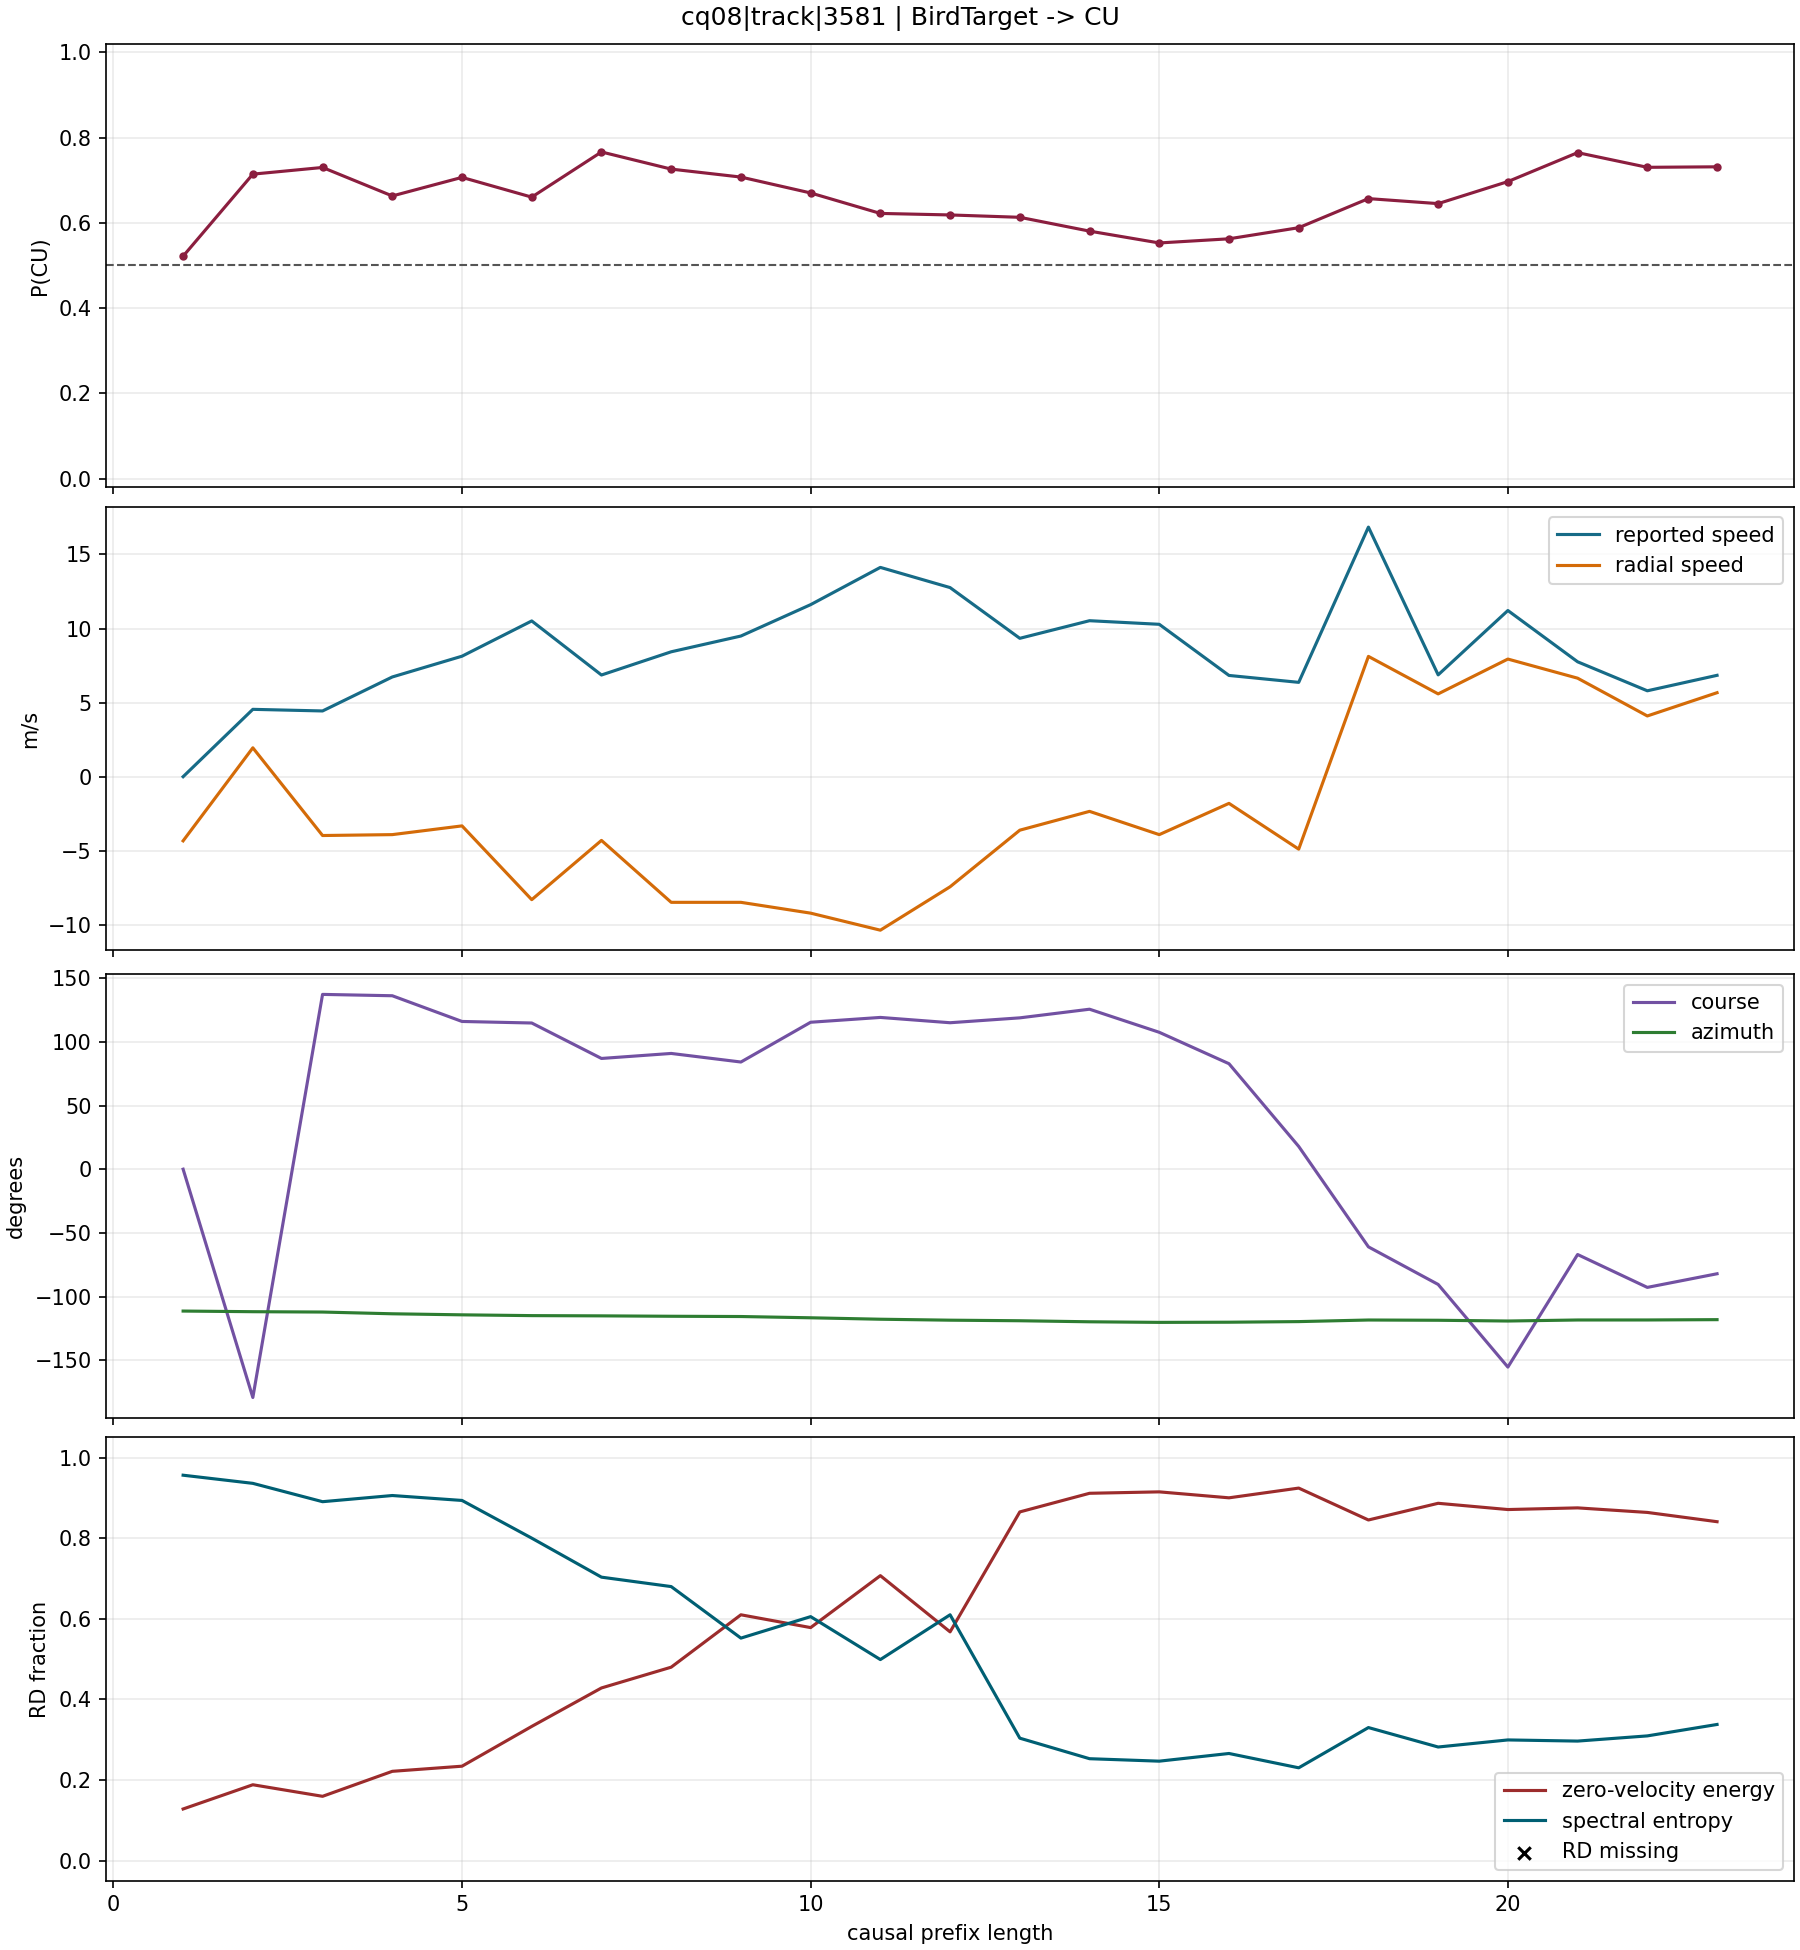 cq08|track|3581 | BirdTarget -> CU
1.0
0.8
0.6
0.4
0.2
0.0
P(CU)
reported speed
radial speed
15
10
5
0
−5
−10
m/s
course
azimuth
150
100
50
0
−50
−100
−150
degrees
1.0
0.8
0.6
0.4
0.2
0.0
RD fraction
zero-velocity energy
spectral entropy
RD missing
0 5 10 15 20
causal prefix length